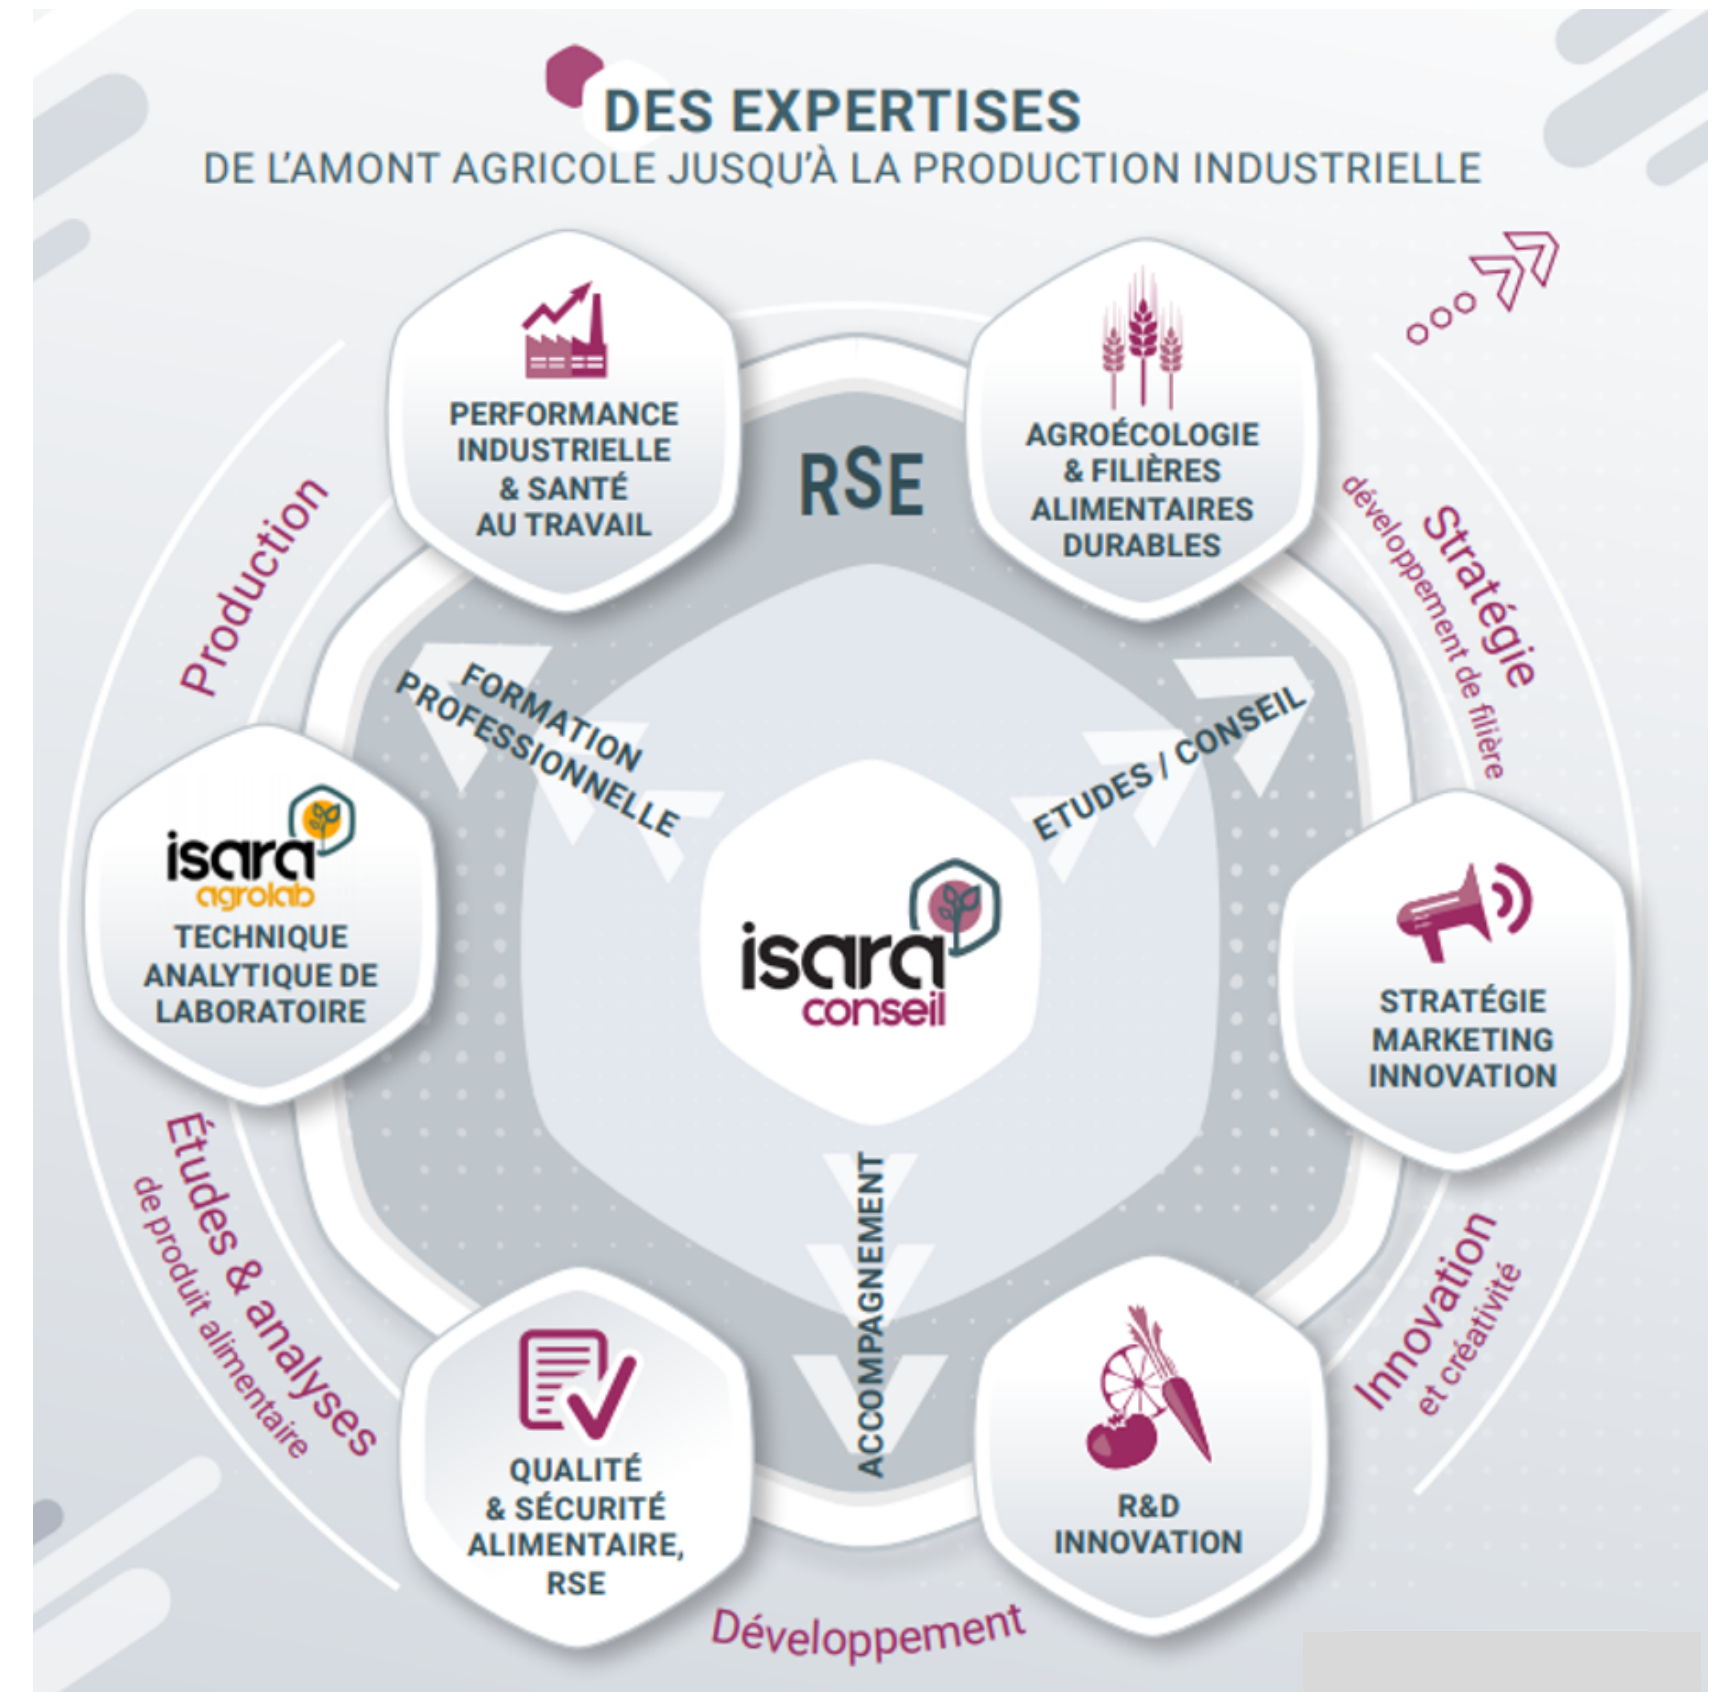 DES EXPERTISES
DE L'AMONT AGRICOLE JUSQU'À LA PRODUCTION INDUSTRIELLE
PERFORMANCE
INDUSTRIELLE
& SANTÉ
AU TRAVAIL
RSE
AGROÉCOLOGIE
& FILIÈRES
ALIMENTAIRES
DURABLES
Production
Stratégie
développement de filière
FORMATION
PROFESSIONNELLE
ETUDES / CONSEIL
isara
agrolab
TECHNIQUE
ANALYTIQUE DE
LABORATOIRE
isara
conseil
STRATÉGIE
MARKETING
INNOVATION
Études & analyses
de produit alimentaire
ACCOMPAGNEMENT
Innovation
et créativité
QUALITÉ
& SÉCURITÉ
ALIMENTAIRE,
RSE
R&D
INNOVATION
Développement